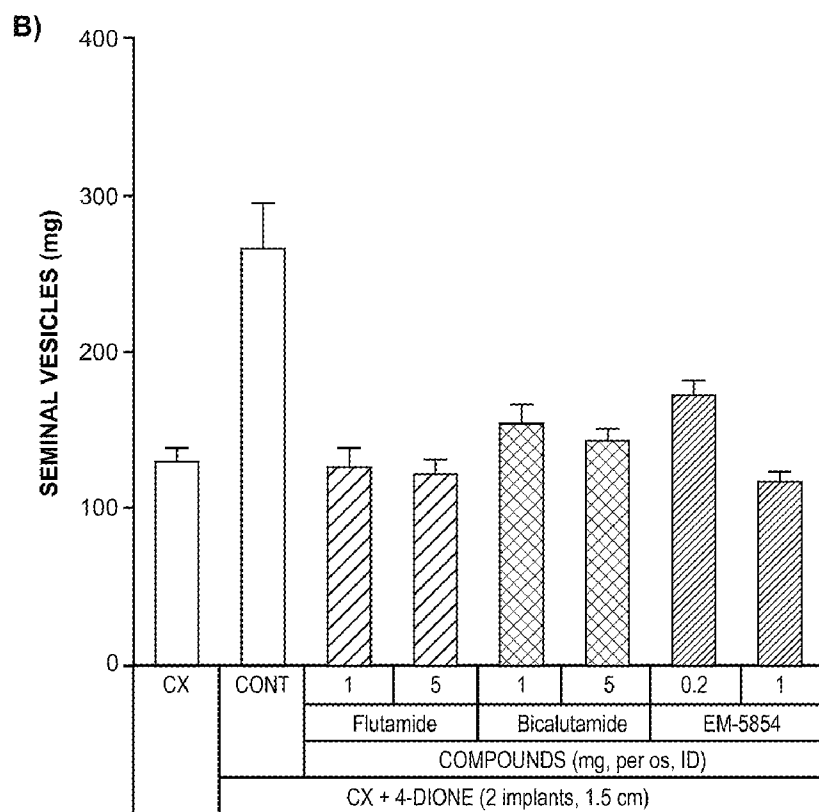 B)
400
300
200
100
0
SEMINAL VESICLES (mg)
CX CONT 1 5 1 5 0.2 1
Flutamide Bicalutamide EM-5854
COMPOUNDS (mg, per os, ID)
CX + 4-DIONE (2 implants, 1.5 cm)